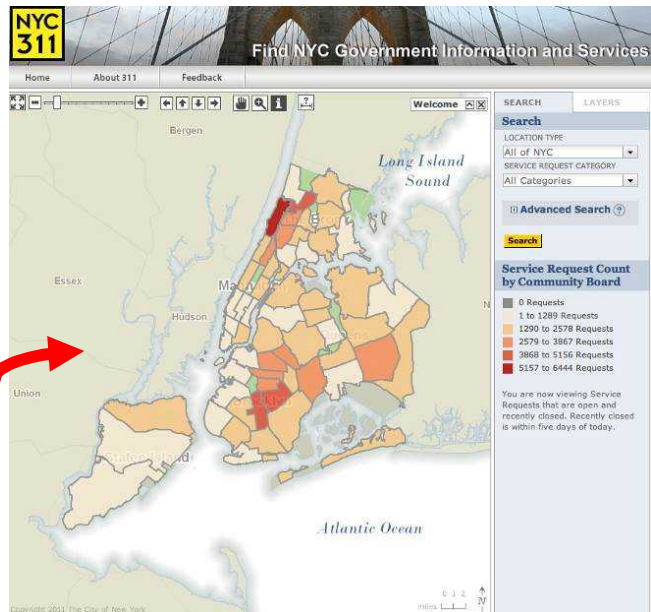 NYC
311
Find NYC Government Information and Services
Home About 311 Feedback
Welcome
SEARCH LAYERS
Search
LOCATION TYPE
All of NYC
SERVICE REQUEST CATEGORY
All Categories
Advanced Search ?
Search
Service Request Count
by Community Board
0 Requests
1 to 1289 Requests
1290 to 2578 Requests
2579 to 3867 Requests
3868 to 5156 Requests
5157 to 6444 Requests
You are now viewing Service
Requests that are open and
recently closed. Recently closed
is within five days of today.
Bergen
Long Island
Sound
Essex
Hudson
Union
Staten Island
Atlantic Ocean
0 1 2
miles
N
Copyright 2011 The City of New York